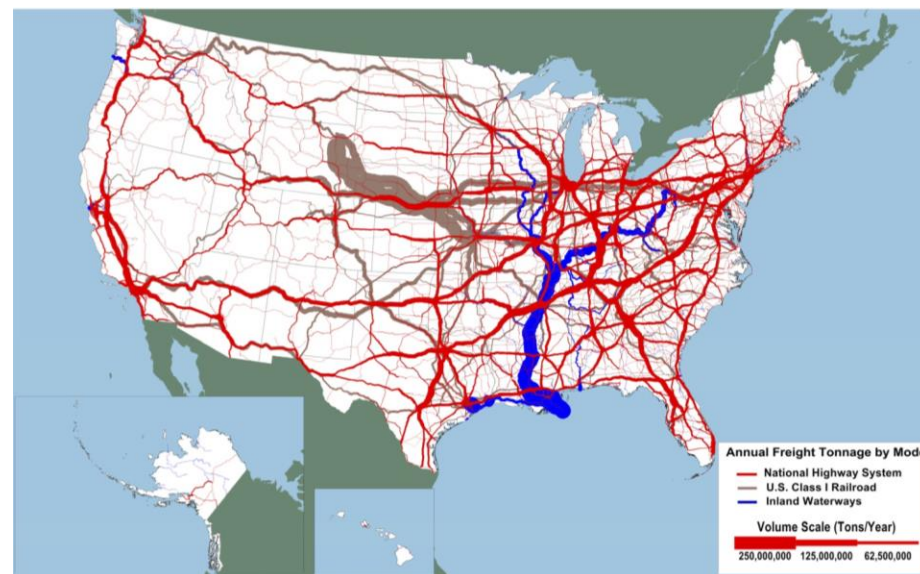 Annual Freight Tonnage by Mod
National Highway System
U.S. Class I Railroad
Inland Waterways
Volume Scale (Tons/Year)
250,000,000 125,000,000 62,500,000